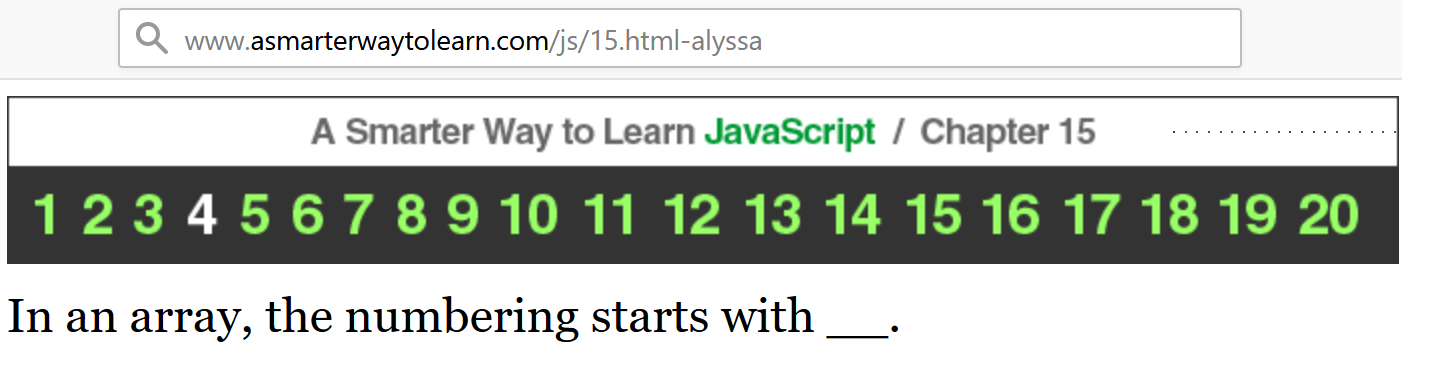 www.asmarterwaytolearn.com/js/15.html-alyssa
A Smarter Way to Learn JavaScript / Chapter 15
1 2 3 4 5 6 7 8 9 10 11 12 13 14 15 16 17 18 19 20
In an array, the numbering starts with __.